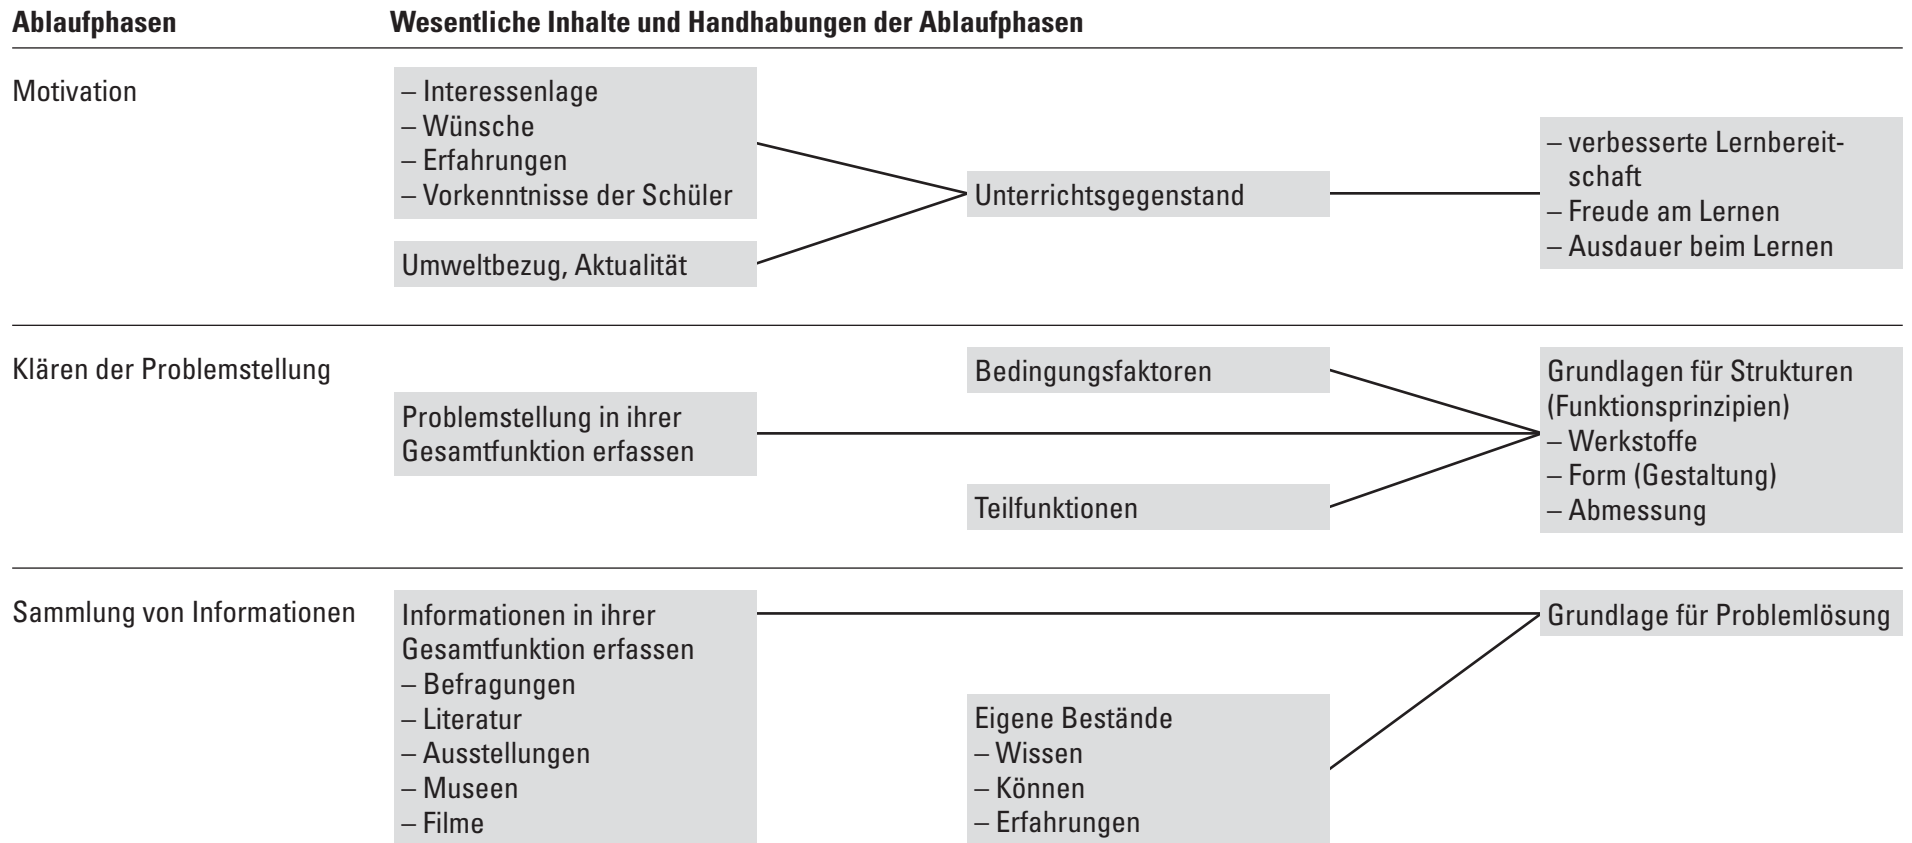 Ablaufphasen
Wesentliche Inhalte und Handhabungen der Ablaufphasen
Motivation
– Interessenlage
– Wünsche
– Erfahrungen
– Vorkenntnisse der Schüler
Umweltbezug, Aktualität
Unterrichtsgegenstand
– verbesserte Lernbereit-
schaft
– Freude am Lernen
– Ausdauer beim Lernen
Klären der Problemstellung
Problemstellung in ihrer
Gesamtfunktion erfassen
Bedingungsfaktoren
Teilfunktionen
Grundlagen für Strukturen
(Funktionsprinzipien)
– Werkstoffe
– Form (Gestaltung)
– Abmessung
Sammlung von Informationen
Informationen in ihrer
Gesamtfunktion erfassen
– Befragungen
– Literatur
– Ausstellungen
– Museen
– Filme
Eigene Bestände
– Wissen
– Können
– Erfahrungen
Grundlage für Problemlösung